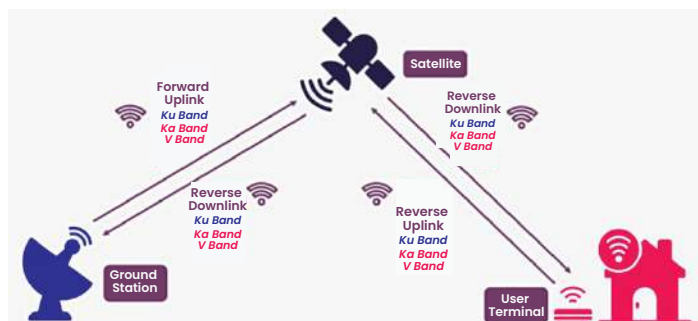 Satellite
Forward
Uplink
Ku Band
Ka Band
V Band
Reverse
Downlink
Ku Band
Ka Band
V Band
Reverse
Downlink
Ku Band
Ka Band
V Band
Reverse
Uplink
Ku Band
Ka Band
V Band
Ground
Station
User
Terminal